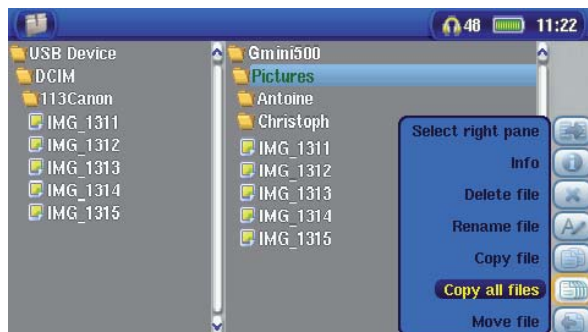 48 11:22
USB Device
DCIM
113Canon
IMG_1311
IMG_1312
IMG_1313
IMG_1314
IMG_1315
Gmini500
Pictures
Antoine
Christoph
IMG_1311
IMG_1312
IMG_1313
IMG_1314
IMG_1315
Select right pane
Info
Delete file
Rename file
Copy file
Copy all files
Move file